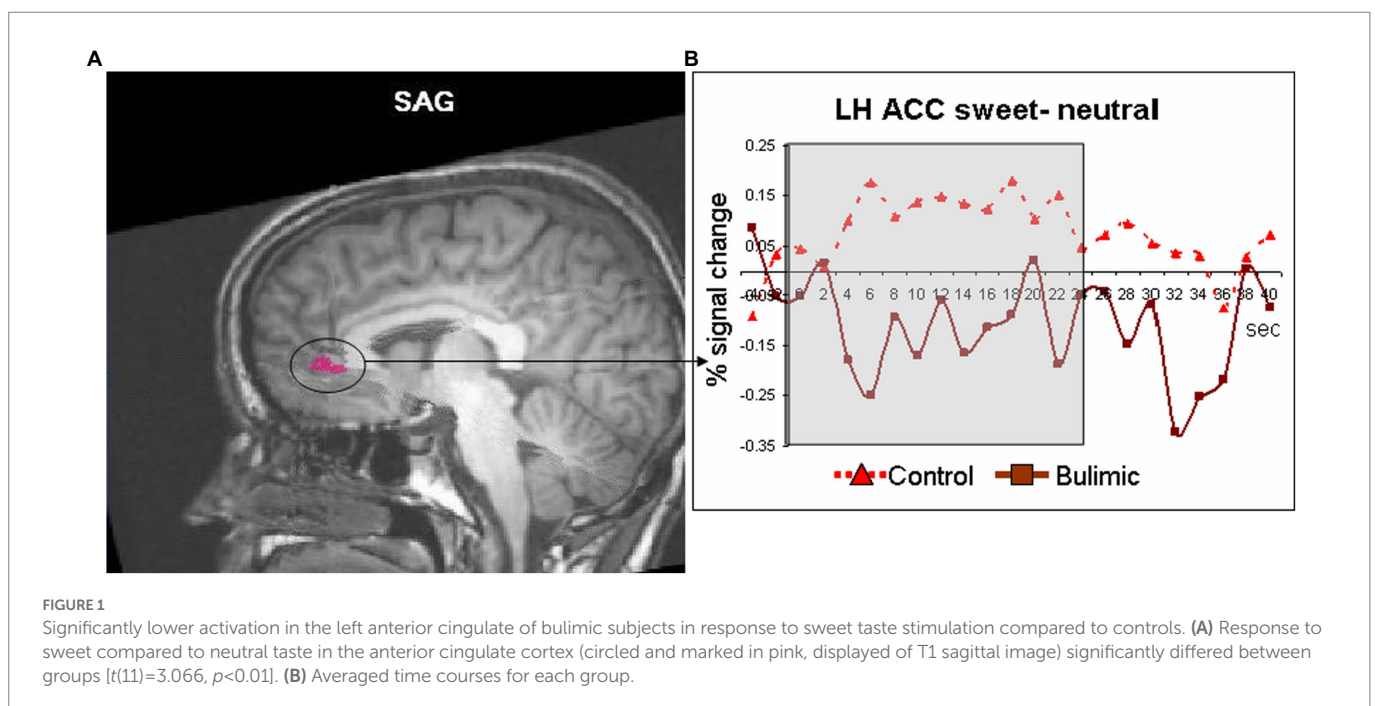 A
B
SAG
LH ACC sweet- neutral
% signal change
0.25
0.15
0.05
-0.05
-0.15
-0.25
-0.35
0 2 4 6 8 10 12 14 16 18 20 22 24 26 28 30 32 34 36 38 40
sec
Control Bulimic
FIGURE 1
Significantly lower activation in the left anterior cingulate of bulimic subjects in response to sweet taste stimulation compared to controls. (A) Response to
sweet compared to neutral taste in the anterior cingulate cortex (circled and marked in pink, displayed of T1 sagittal image) significantly differed between
groups [t(11)=3.066, p<0.01]. (B) Averaged time courses for each group.